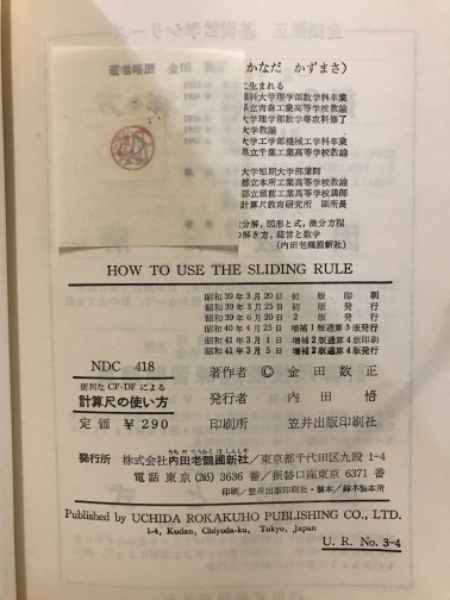 著者略歴 金田
(かなだ かずまさ)
に生まれる
理科大学理学部数学科卒業
県立青森工業高等学校教諭
大学理学部数学専攻科修了
大学教諭
大学工学部機械工学科卒業
県立千葉工業高等学校教諭
大学短期大学部講師
都立本所工業高等学校教諭
都立蔵前工業高等学校講師
計算尺教育研究所 副所長
分解, 図形と式, 微分方程
の解き方, 経営と数学
(内田老鶴圃新社)
HOW TO USE THE SLIDING RULE
昭和39年3月20日 初版印刷
昭和39年3月25日 初版発行
昭和39年6月20日 2版発行
昭和40年4月25日 増補1版通算3版発行
昭和41年3月1日 増補2版通算4版印刷
昭和41年3月5日 増補2版通算4版発行
NDC 418
便利なCF・DFによる
計算尺の使い方
定価 ¥290
著作者 © 金田数正
発行者 内田悟
印刷所 笠井出版印刷社
発行所 株式会社内田老鶴圃新社/東京都千代田区九段1-4
電話 東京 (265) 3636番/振替口座東京 6371番
印刷/笠井出版印刷社・製本/鈴木製本所
Published by UCHIDA ROKAKUHO PUBLISHING CO., LTD.
1-4, Kudan, Chiyoda-ku, Tokyo, Japan
U. R. No. 3-4